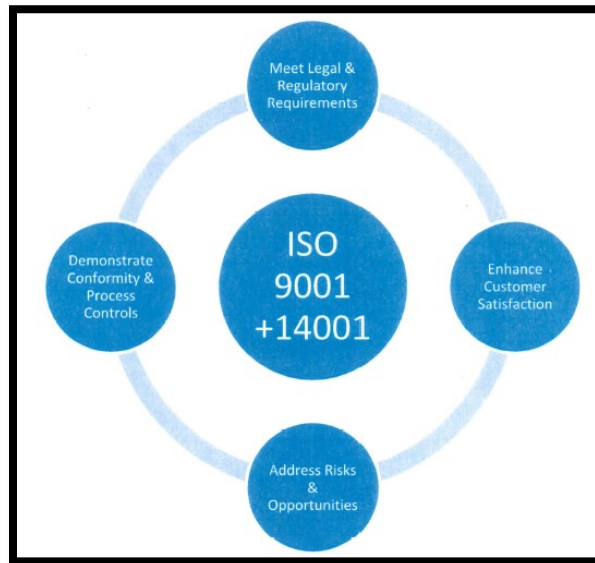 Meet Legal &
Regulatory
Requirements
Demonstrate
Conformity &
Process
Controls
ISO
9001
+14001
Enhance
Customer
Satisfaction
Address Risks
&
Opportunities